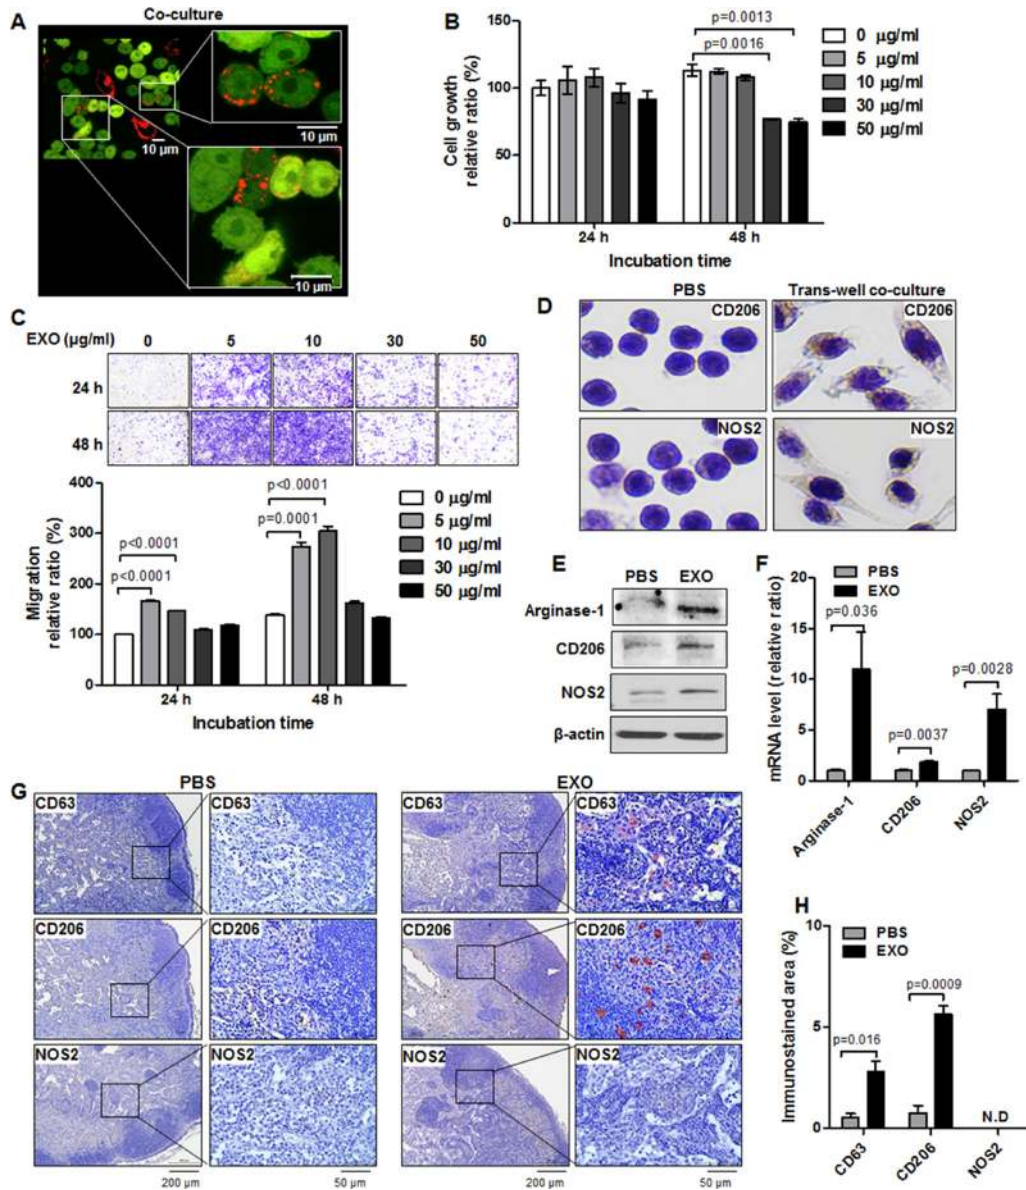 A
Co-culture
10 µm
10 µm
10 µm
B
Cell growth
relative ratio (%)
150
100
50
0
p=0.0013
p=0.0016
24 h
48 h
Incubation time
0 µg/ml
5 µg/ml
10 µg/ml
30 µg/ml
50 µg/ml
C
EXO (µg/ml) 0 5 10 30 50
24 h
48 h
Migration
relative ratio (%)
400
300
200
100
0
p<0.0001
p<0.0001
p<0.0001
p=0.0001
0 µg/ml
5 µg/ml
10 µg/ml
30 µg/ml
50 µg/ml
24 h
48 h
Incubation time
D
PBS
Trans-well co-culture
CD206
CD206
NOS2
NOS2
E
PBS EXO
Arginase-1
CD206
NOS2
β-actin
F
PBS
EXO
mRNA level (relative ratio)
20
15
10
5
0
p=0.036
p=0.0037
p=0.0028
Arginase-1
CD206
NOS2
G
PBS
EXO
CD63
CD63
CD63
CD63
CD206
CD206
CD206
CD206
NOS2
NOS2
NOS2
NOS2
200 µm
50 µm
200 µm
50 µm
H
PBS
EXO
Immunostained area (%)
10
5
0
p=0.016
p=0.0009
N.D
CD63
CD206
NOS2